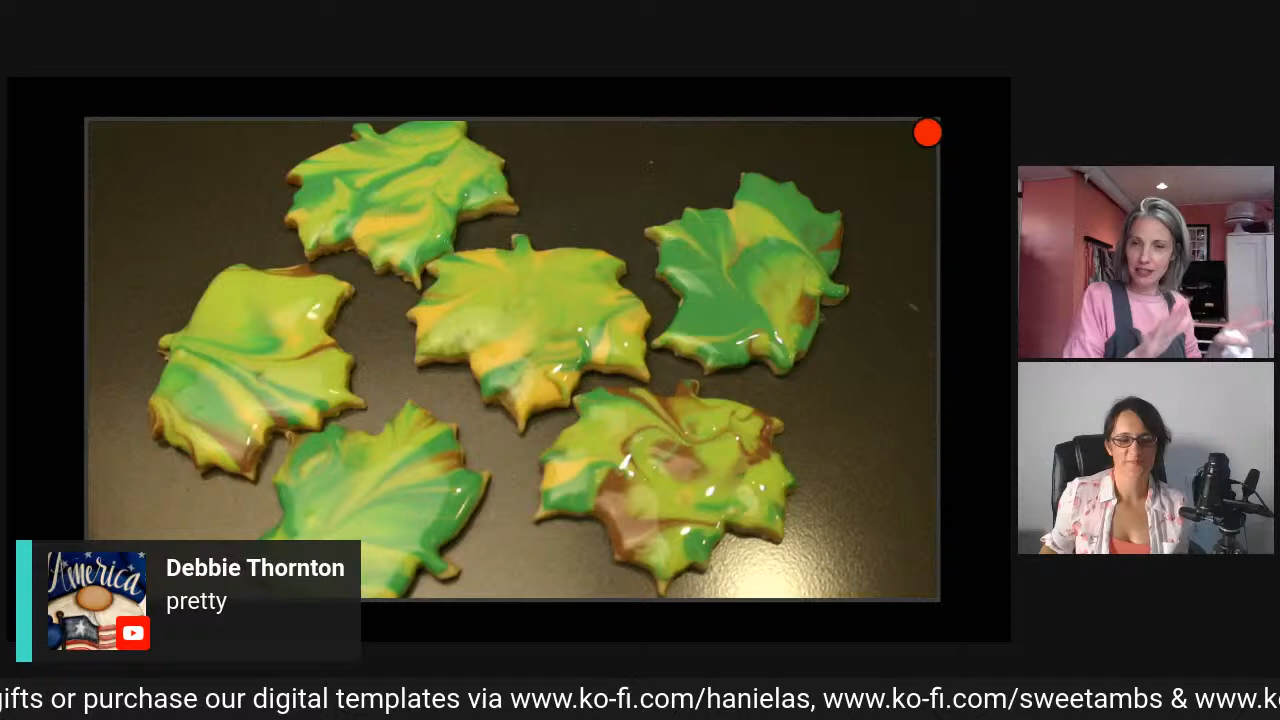 America
Debbie Thornton
pretty
gifts or purchase our digital templates via www.ko-fi.com/hanielas, www.ko-fi.com/sweetambs & www.k